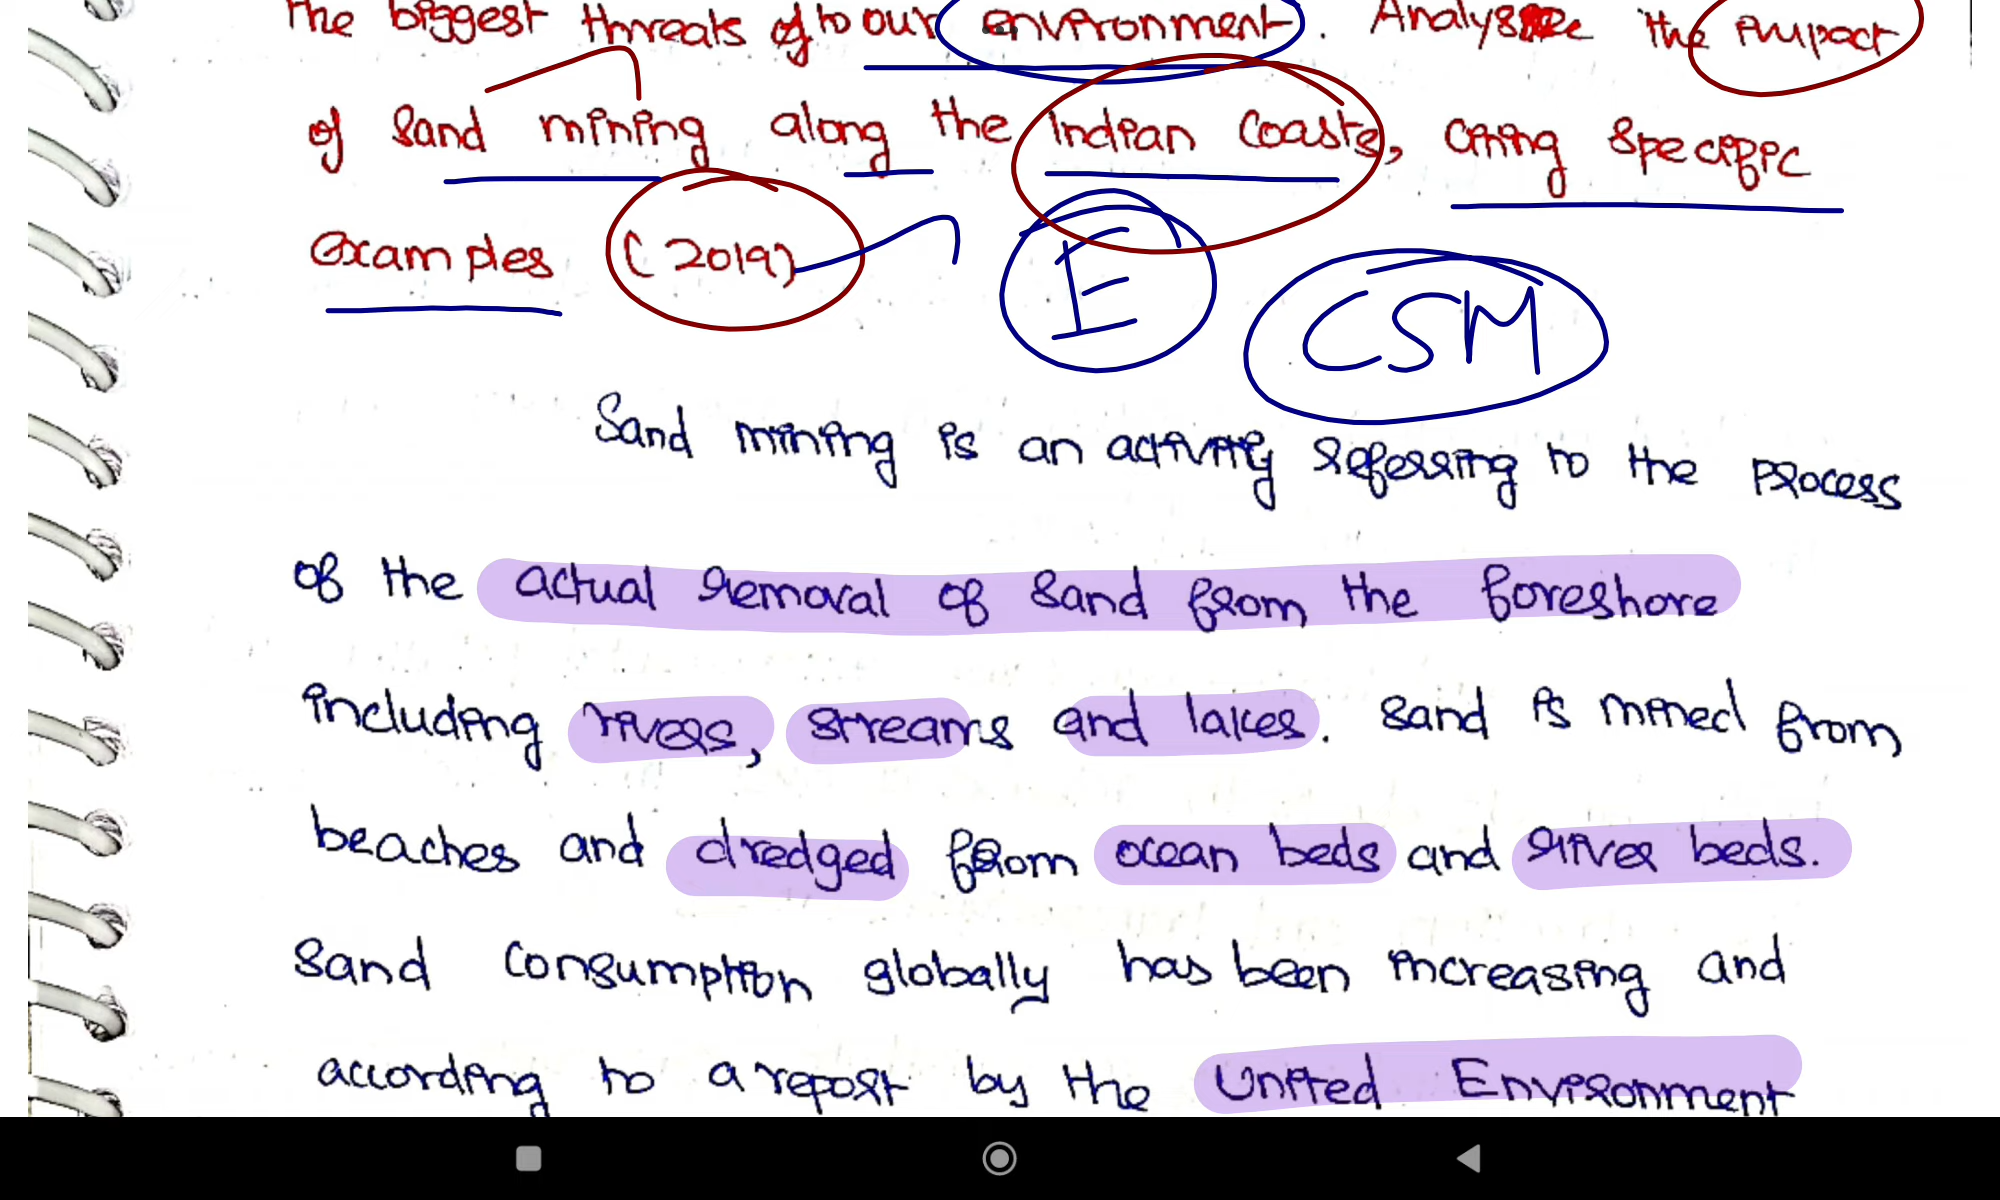 The biggest threats of to our environment. Analyse the impact
of Sand mining along the Indian Coasts, citing specific
Examples (2019)
E
CSM
Sand mining is an activity referring to the process
of the actual removal of Sand from the foreshore
including rivers, streams and lakes. Sand is mined from
beaches and dredged from ocean beds and river beds.
Sand Consumption globally has been increasing and
according to a report by the United Environment